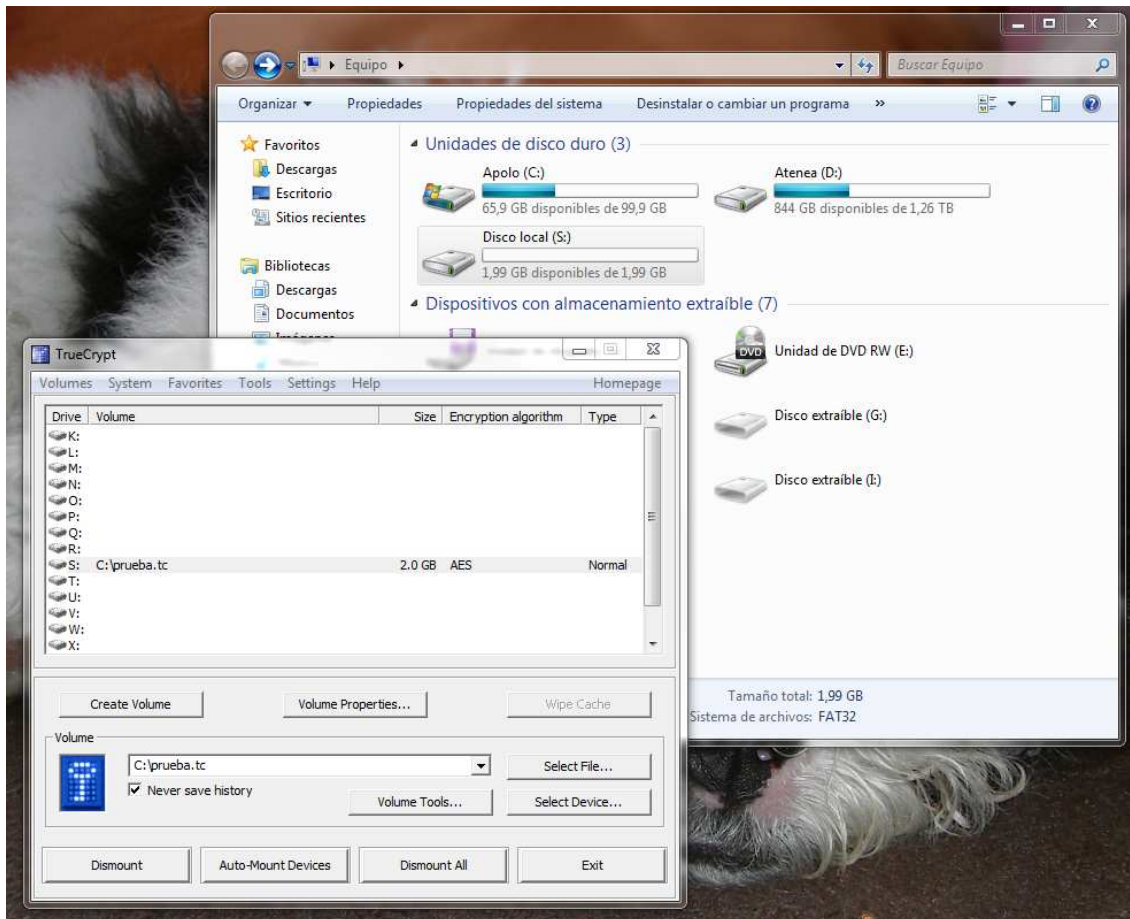 Equipo
Buscar Equipo
Organizar Propiedades Propiedades del sistema Desinstalar o cambiar un programa »
Favoritos
Descargas
Escritorio
Sitios recientes
Bibliotecas
Descargas
Documentos
Imágenes
Unidades de disco duro (3)
Apolo (C:)
65,9 GB disponibles de 99,9 GB
Atenea (D:)
844 GB disponibles de 1,26 TB
Disco local (S:)
1,99 GB disponibles de 1,99 GB
Dispositivos con almacenamiento extraíble (7)
DVD
Unidad de DVD RW (E:)
Disco extraíble (G:)
Disco extraíble (I:)
Tamaño total: 1,99 GB
Sistema de archivos: FAT32
TrueCrypt
Volumes System Favorites Tools Settings Help Homepage
Drive Volume Size Encryption algorithm Type
K:
L:
M:
N:
O:
P:
Q:
R:
S: C:\prueba.tc 2.0 GB AES Normal
T:
U:
V:
W:
X:
Create Volume Volume Properties... Wipe Cache
Volume
C:\prueba.tc Select File...
Never save history
Volume Tools... Select Device...
Dismount Auto-Mount Devices Dismount All Exit